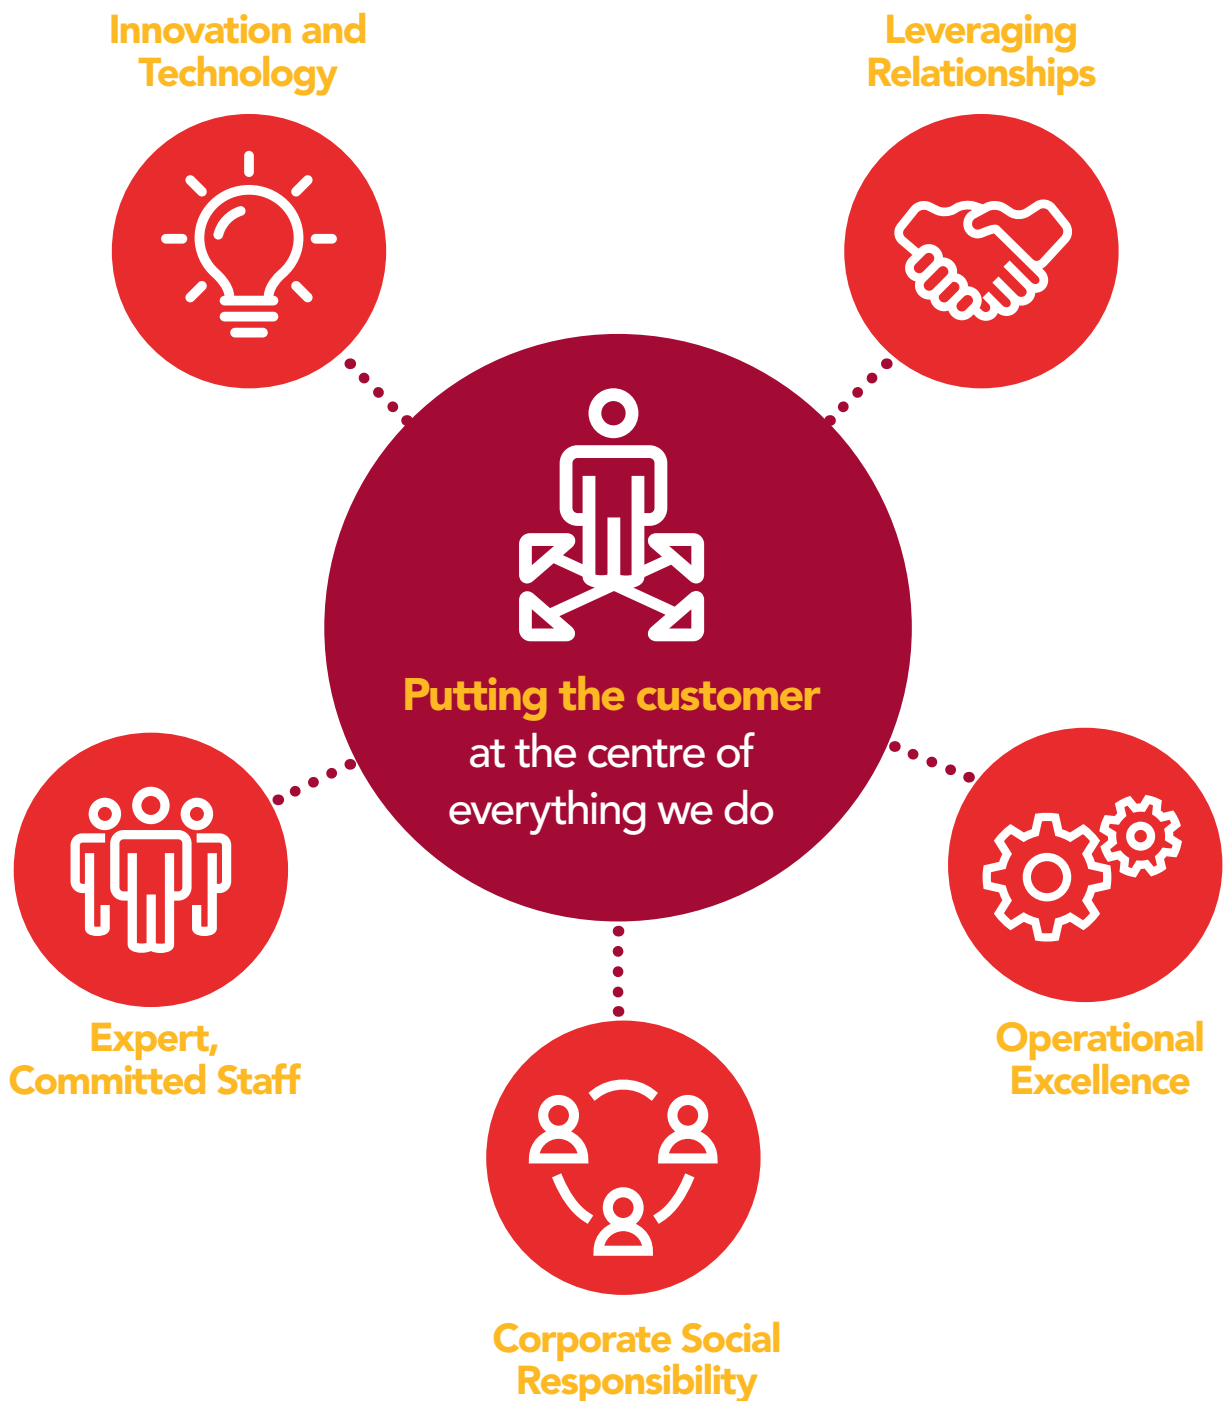 Innovation and
Technology
Leveraging
Relationships
Putting the customer
at the centre of
everything we do
Expert,
Committed Staff
Operational
Excellence
Corporate Social
Responsibility